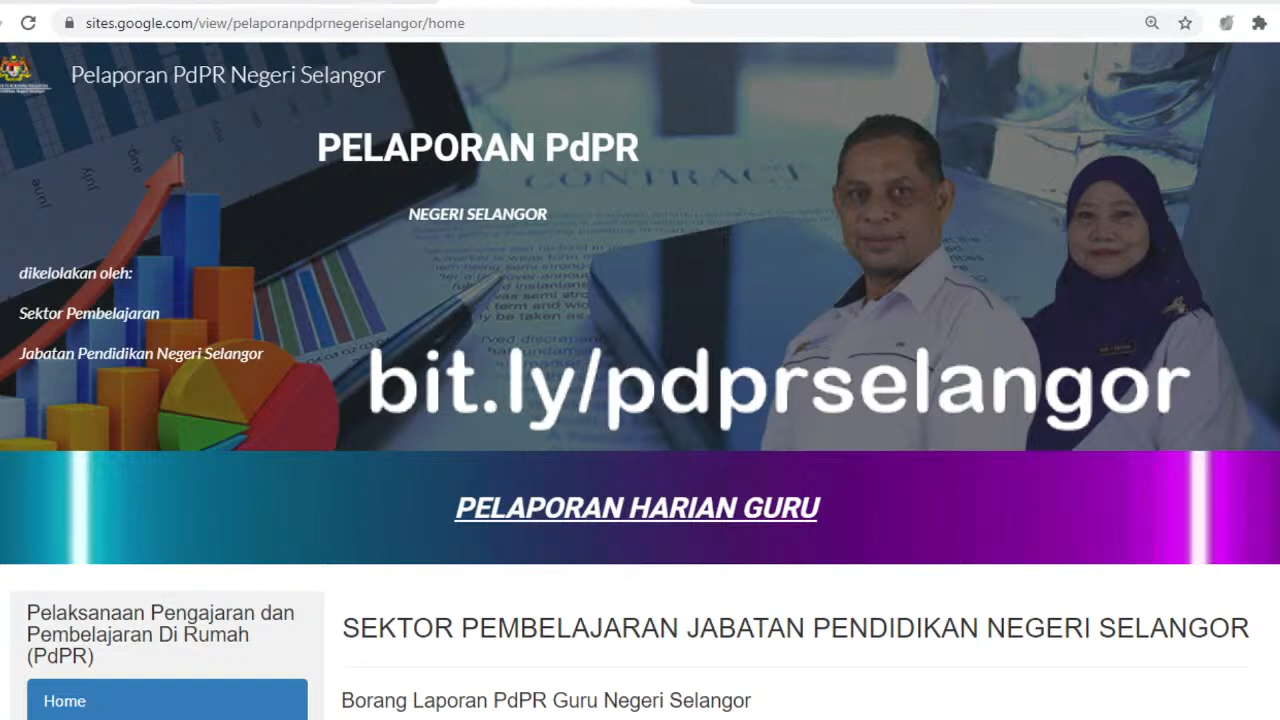 sites.google.com/view/pelaporanpdprnegeriselangor/home
Pelaporan PdPR Negeri Selangor
PELAPORAN PdPR
CONTRACT
NEGERI SELANGOR
dikelolakan oleh:
Sektor Pembelajaran
Jabatan Pendidikan Negeri Selangor
bit.ly/pdprselangor
PELAPORAN HARIAN GURU
Pelaksanaan Pengajaran dan
Pembelajaran Di Rumah
(PdPR)
Home
SEKTOR PEMBELAJARAN JABATAN PENDIDIKAN NEGERI SELANGOR
Borang Laporan PdPR Guru Negeri Selangor